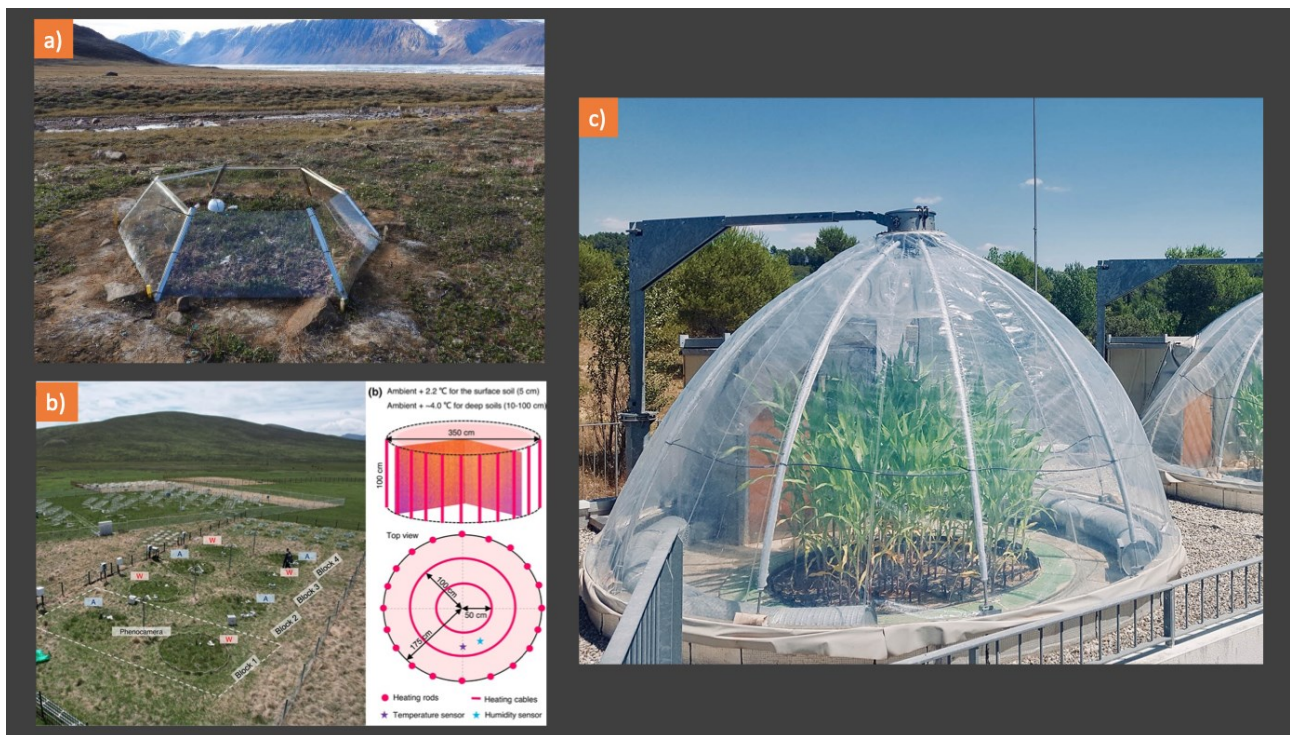 a)
b)
A
W
A
W
W
A
A
W
Phenocamera
Block 1
Block 2
Block 3
Block 4
(b)
Ambient + 2.2 °C for the surface soil (5 cm)
Ambient + ~4.0 °C for deep soils (10-100 cm)
350 cm
100 cm
Top view
100 cm
50 cm
175 cm
Heating rods
Heating cables
Temperature sensor
Humidity sensor
c)